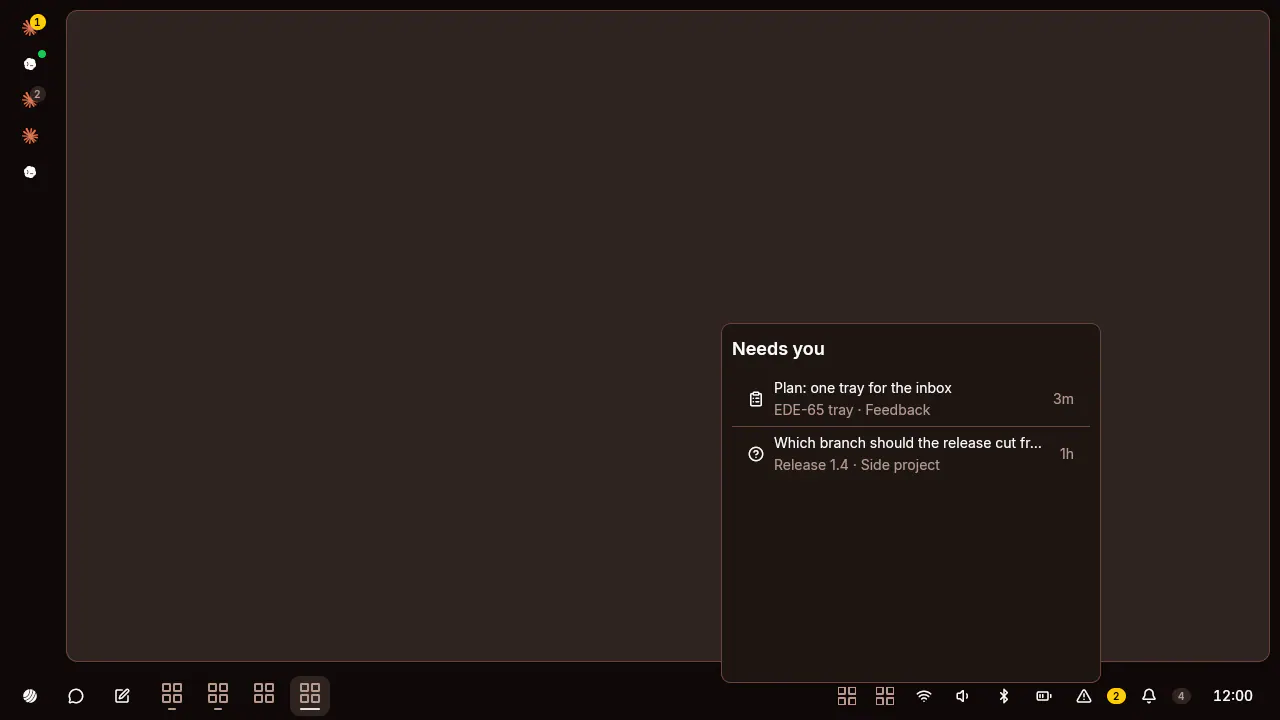 1
2
Needs you
Plan: one tray for the inbox
EDE-65 tray · Feedback
3m
Which branch should the release cut fr...
Release 1.4 · Side project
1h
2
4
12:00